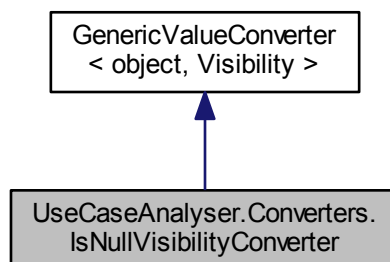 GenericValueConverter
< object, Visibility >
UseCaseAnalyser.Converters.
IsNullVisibilityConverter